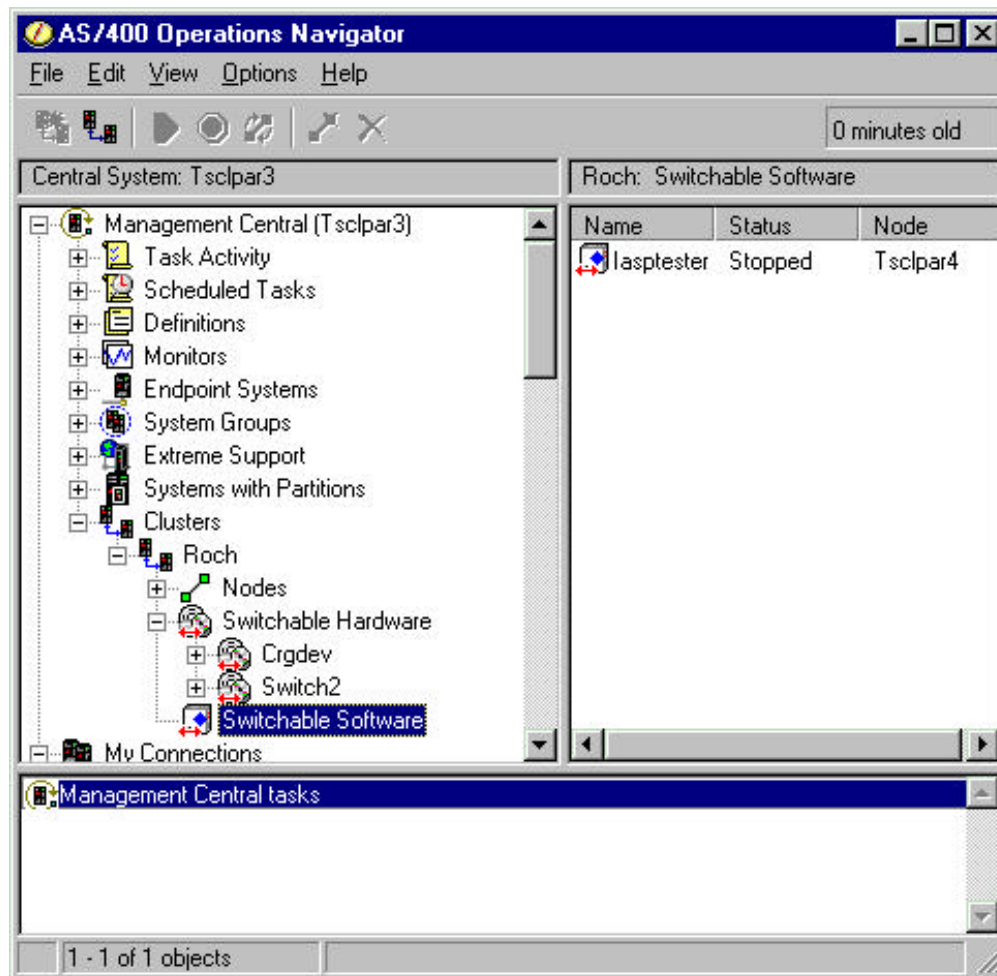 AS/400 Operations Navigator
File Edit View Options Help
0 minutes old
Central System: Tsclpar3
Roch: Switchable Software
Management Central (Tsclpar3)
Task Activity
Scheduled Tasks
Definitions
Monitors
Endpoint Systems
System Groups
Extreme Support
Systems with Partitions
Clusters
Roch
Nodes
Switchable Hardware
Crgdev
Switch2
Switchable Software
My Connections
Name Status Node
Iasptester Stopped Tsclpar4
Management Central tasks
1 - 1 of 1 objects